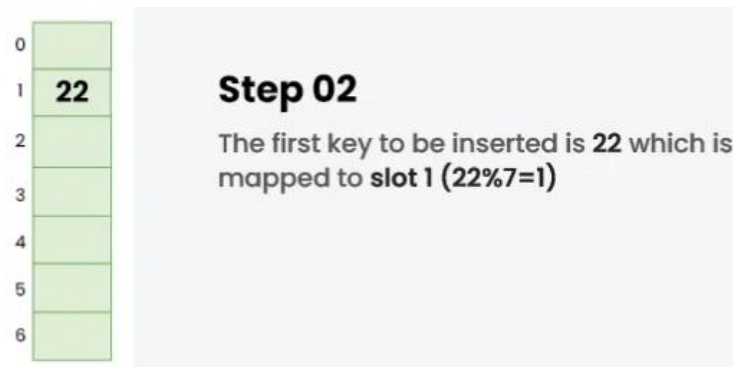 0
1 22
2
3
4
5
6
Step 02
The first key to be inserted is 22 which is
mapped to slot 1 (22%7=1)